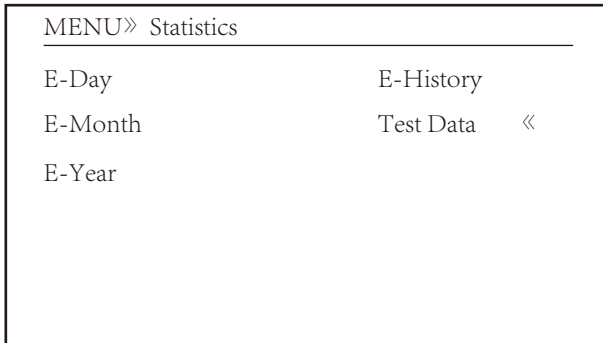 MENU» Statistics
E-Day E-History
E-Month Test Data «
E-Year